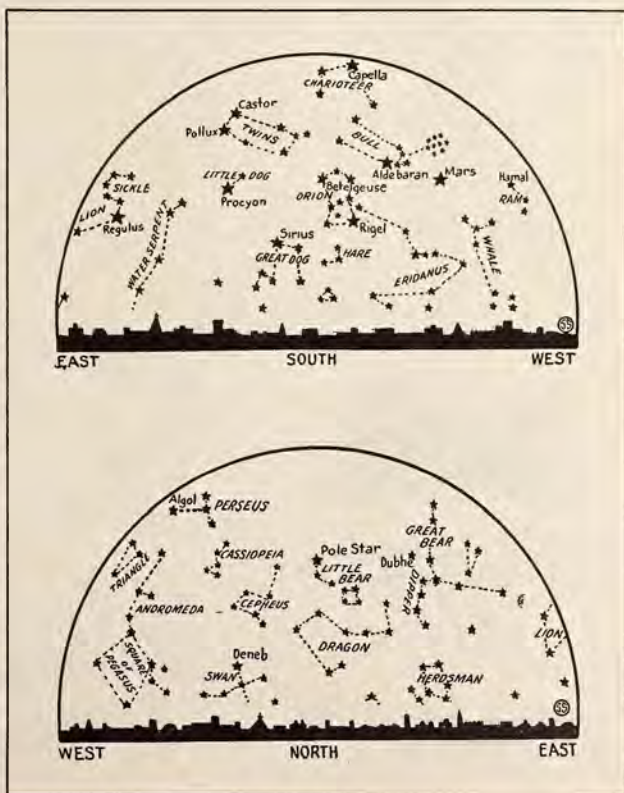 Capella
CHARIOTEER
Castor
Pollux
TWINS
BULL
Aldebaran
Mars
Hamal
RAM
SICKLE
LION
Regulus
LITTLE DOG
Procyon
Betelgeuse
ORION
Rigel
WATER SERPENT
Sirius
GREAT DOG
HARE
ERIDANUS
WHALE
55
EAST SOUTH WEST
Algol
PERSEUS
GREAT
BEAR
TRIANGLE
CASSIOPEIA
Pole Star
LITTLE
BEAR
Dubhe
DIPPER
ANDROMEDA
CEPHEUS
LION
SQUARE
OF
PEGASUS
Deneb
SWAN
DRAGON
HERDSMAN
55
WEST NORTH EAST